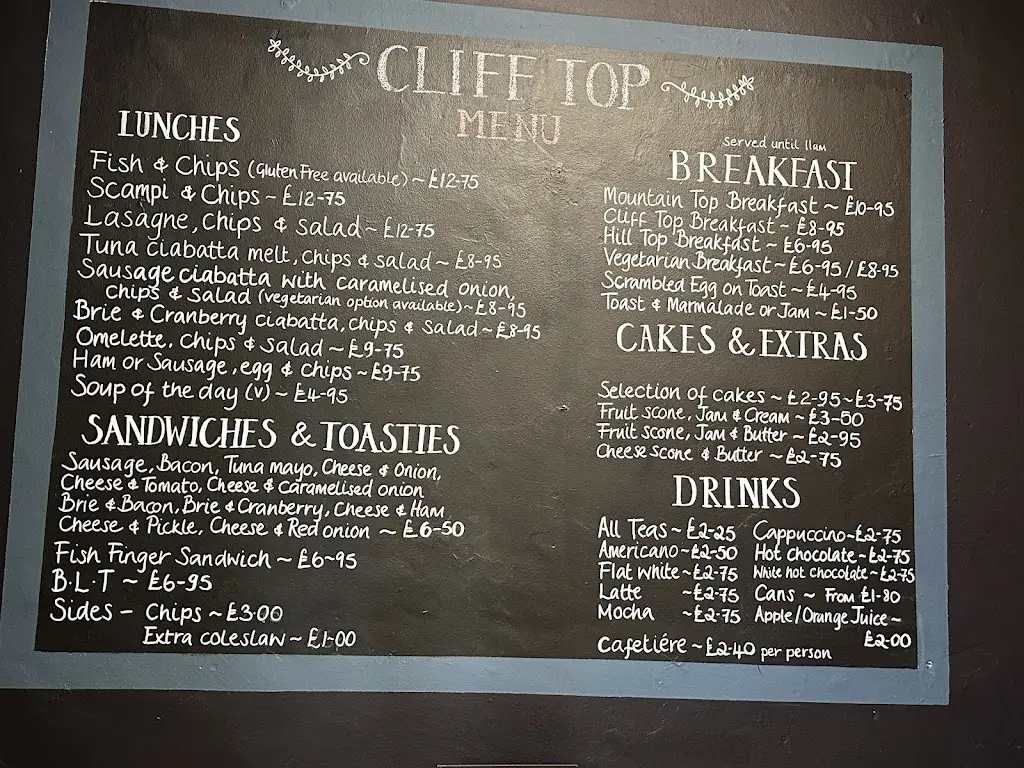 CLIFF TOP
MENU
LUNCHES
Fish & Chips (Gluten Free available) ~ £12-75
Scampi & Chips ~ £12-75
Lasagne, Chips & Salad ~ £12-75
Tuna ciabatta melt, chips & salad ~ £8-95
Sausage ciabatta with caramelised onion,
chips & salad (vegetarian option available) ~ £8-95
Brie & Cranberry ciabatta, chips & salad ~ £8-95
Omelette, chips & salad ~ £9-75
Ham or Sausage, egg & chips ~ £9-75
Soup of the day (v) ~ £4-95
SANDWICHES & TOASTIES
Sausage, Bacon, Tuna mayo, Cheese & Onion,
Cheese & Tomato, Cheese & Caramelised onion
Brie & Bacon, Brie & Cranberry, Cheese & Ham
Cheese & Pickle, Cheese & Red onion ~ £6-50
Fish Finger Sandwich ~ £6-95
B.L.T ~ £6-95
Sides - Chips ~ £3.00
Extra coleslaw ~ £1-00
Served until 11am
BREAKFAST
Mountain Top Breakfast ~ £10-95
Cliff Top Breakfast ~ £8-95
Hill Top Breakfast ~ £6-95
Vegetarian Breakfast ~ £6-95 / £8-95
Scrambled Egg on Toast ~ £4-95
Toast & Marmalade or Jam ~ £1-50
CAKES & EXTRAS
Selection of cakes ~ £2-95 ~ £3-75
Fruit scone, Jam & Cream ~ £3-50
Fruit scone, Jam & Butter ~ £2-95
Cheese scone & Butter ~ £2-75
DRINKS
All Teas ~ £2-25 Cappuccino ~ £2-75
Americano ~ £2-50 Hot chocolate ~ £2-75
Flat white ~ £2-75 White hot chocolate ~ £2-75
Latte ~ £2-75 Cans ~ From £1-80
Mocha ~ £2-75 Apple/Orange Juice ~
£2-00
Cafetiére ~ £2-40 per person